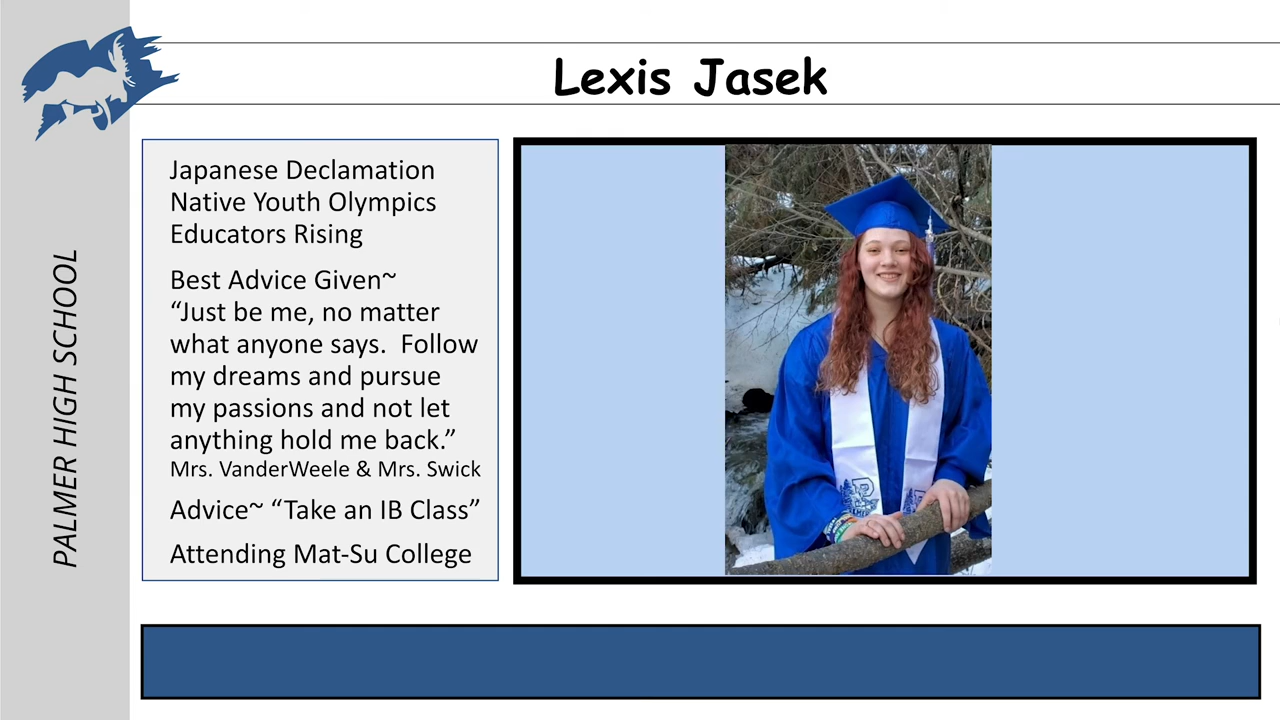 Lexis Jasek
PALMER HIGH SCHOOL
Japanese Declamation
Native Youth Olympics
Educators Rising
Best Advice Given~
“Just be me, no matter
what anyone says.  Follow
my dreams and pursue
my passions and not let
anything hold me back.”
Mrs. VanderWeele & Mrs. Swick
Advice~ “Take an IB Class”
Attending Mat-Su College